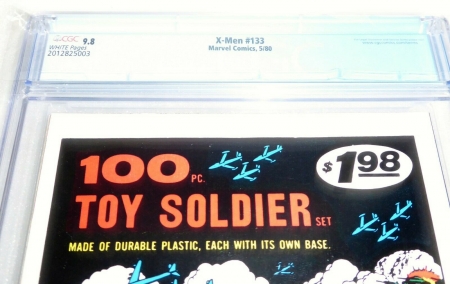 CGC 9.8
WHITE Pages
2012825003
X-Men #133
Marvel Comics, 5/80
100 PC.
$1.98
TOY SOLDIER SET
MADE OF DURABLE PLASTIC, EACH WITH ITS OWN BASE.